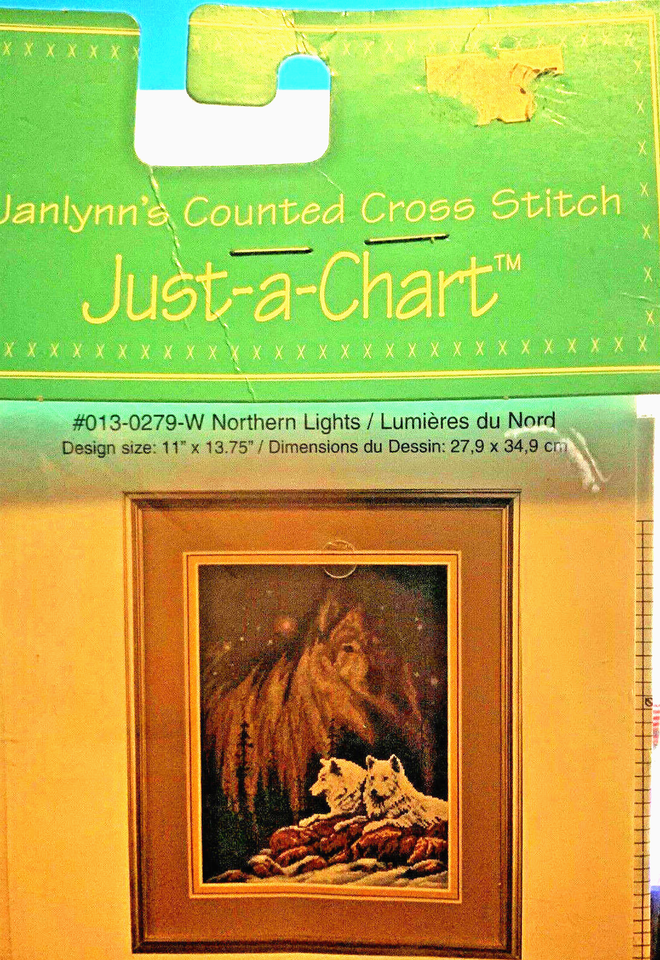 Janlynn's Counted Cross Stitch
Just-a-Chart™
#013-0279-W Northern Lights / Lumières du Nord
Design size: 11" x 13.75" / Dimensions du Dessin: 27,9 x 34,9 cm